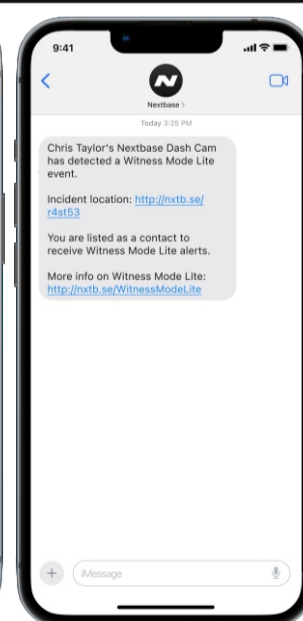 9:41
Nextbase >
Today 3:25 PM
Chris Taylor's Nextbase Dash Cam
has detected a Witness Mode Lite
event.
Incident location: http://nxtb.se/
r4st53
You are listed as a contact to
receive Witness Mode Lite alerts.
More info on Witness Mode Lite:
http://nxtb.se/WitnessModeLite
iMessage